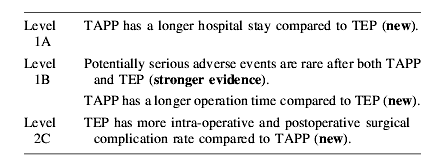 Level 1A TAPP has a longer hospital stay compared to TEP (new).
Level 1B Potentially serious adverse events are rare after both TAPP
and TEP (stronger evidence).
TAPP has a longer operation time compared to TEP (new).
Level 2C TEP has more intra-operative and postoperative surgical
complication rate compared to TAPP (new).